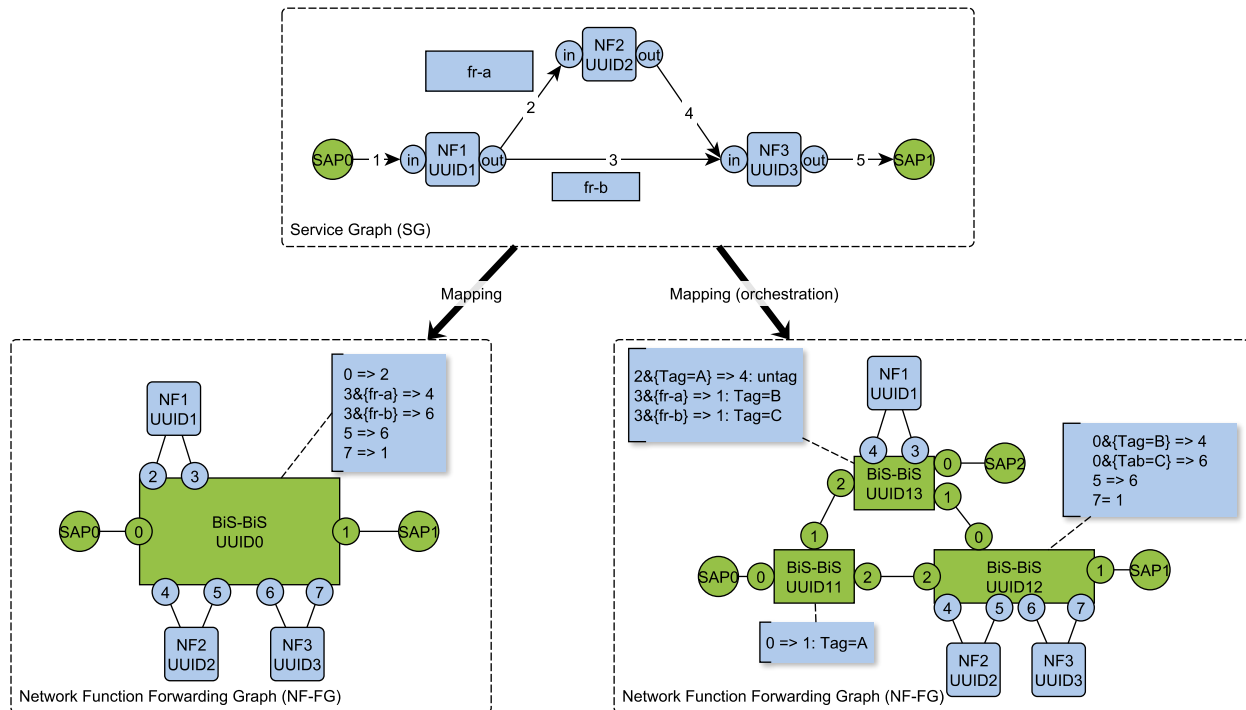 NF2
UUID2
in
out
fr-a
2
4
SAP0
1
in
NF1
UUID1
out
3
in
NF3
UUID3
out
5
SAP1
fr-b
Service Graph (SG)
Mapping
Mapping (orchestration)
0 => 2
3&{fr-a} => 4
3&{fr-b} => 6
5 => 6
7 => 1
NF1
UUID1
2
3
SAP0
0
BiS-BiS
UUID0
1
SAP1
4
5
6
7
NF2
UUID2
NF3
UUID3
Network Function Forwarding Graph (NF-FG)
2&{Tag=A} => 4: untag
3&{fr-a} => 1: Tag=B
3&{fr-b} => 1: Tag=C
NF1
UUID1
4
3
0&{Tag=B} => 4
0&{Tab=C} => 6
5 => 6
7= 1
2
BiS-BiS
UUID13
0
SAP2
1
1
0
SAP0
0
BiS-BiS
UUID11
2
2
BiS-BiS
UUID12
1
SAP1
4
5
6
7
0 => 1: Tag=A
NF2
UUID2
NF3
UUID3
Network Function Forwarding Graph (NF-FG)